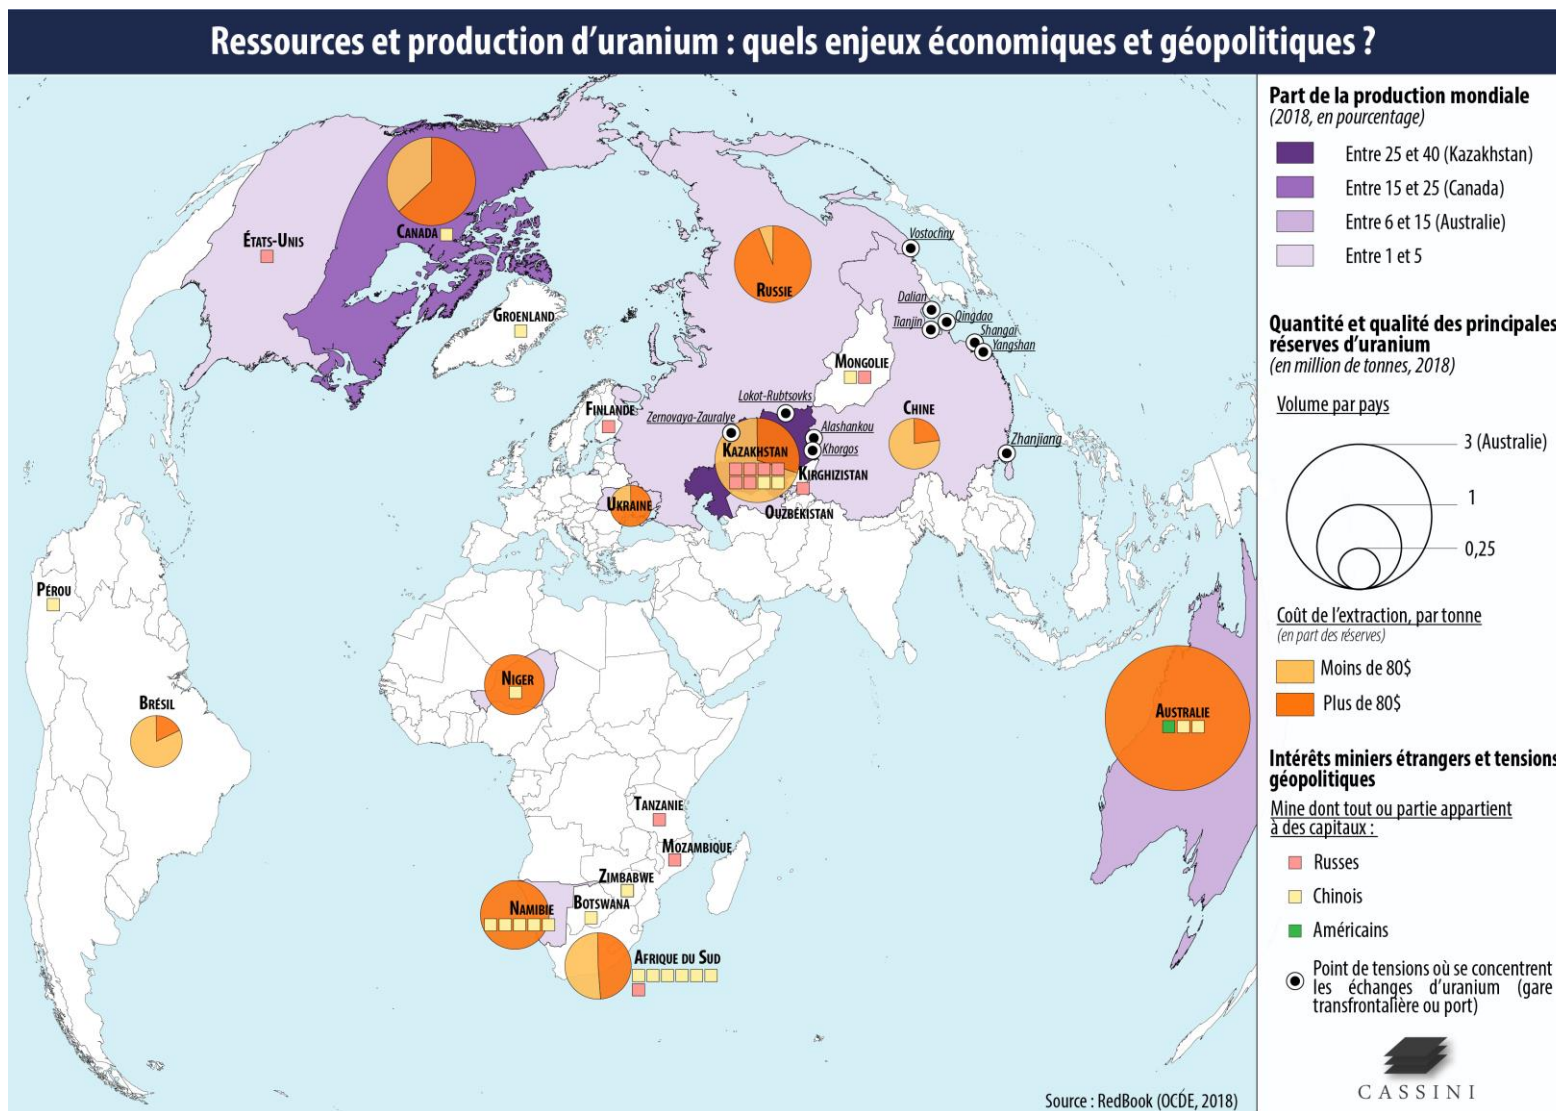 Ressources et production d'uranium : quels enjeux économiques et géopolitiques ?
Part de la production mondiale
(2018, en pourcentage)
Entre 25 et 40 (Kazakhstan)
Entre 15 et 25 (Canada)
Entre 6 et 15 (Australie)
Entre 1 et 5
Quantité et qualité des principales
réserves d'uranium
(en million de tonnes, 2018)
Volume par pays
3 (Australie)
1
0,25
Coût de l'extraction, par tonne
(en part des réserves)
Moins de 80$
Plus de 80$
Intérêts miniers étrangers et tensions
géopolitiques
Mine dont tout ou partie appartient
à des capitaux :
Russes
Chinois
Américains
Point de tensions où se concentrent
les échanges d'uranium (gare
transfrontalière ou port)
CASSINI
CANADA
ÉTATS-UNIS
GROENLAND
RUSSIE
Vostochny
Dalian
Qingdao
Tianjin
Shangaï
Yangshan
MONGOLIE
FINLANDE
Lokot-Rubtsovks
Zernovaya-Zauralye
CHINE
Alashankou
Khorgos
Zhanjiang
KAZAKHSTAN
KIRGHIZISTAN
UKRAINE
OUZBÉKISTAN
PÉROU
NIGER
BRÉSIL
AUSTRALIE
TANZANIE
MOZAMBIQUE
ZIMBABWE
BOTSWANA
NAMIBIE
AFRIQUE DU SUD
Source : RedBook (OCDE, 2018)